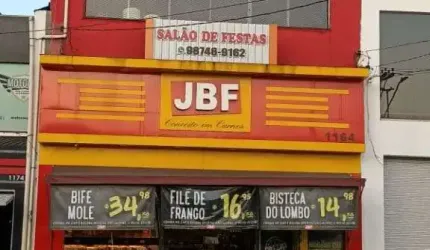 SALÃO DE FESTAS
98746-9162
JBF
Conceito em Carnes
1164
1174
BIFE MOLE 34,98
FILÉ DE FRANGO 16,98
BISTECA DO LOMBO 14,98